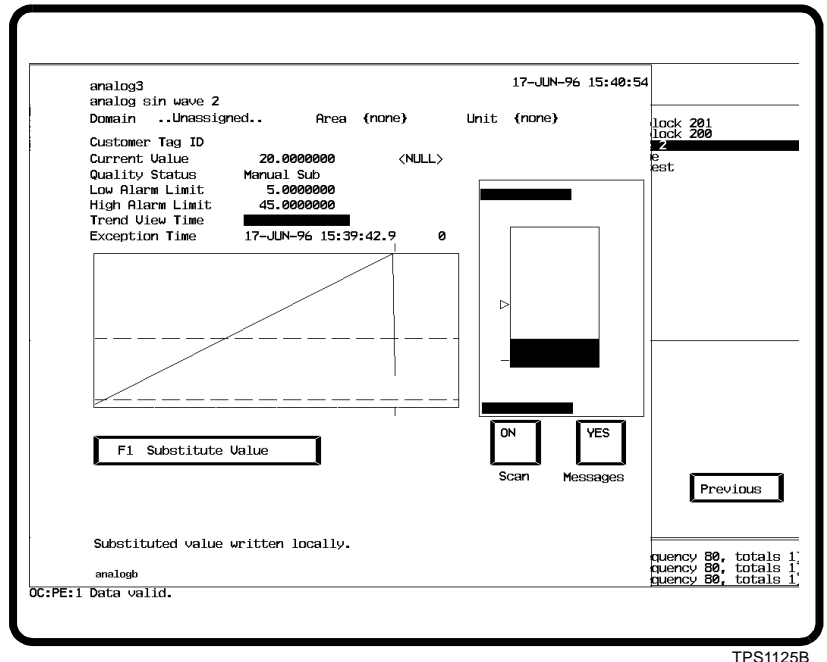 analog3 17-JUN-96 15:40:54
analog sin wave 2
Domain ..Unassigned.. Area {none} Unit {none}
Customer Tag ID
Current Value 20.0000000 <NULL>
Quality Status Manual Sub
Low Alarm Limit 5.0000000
High Alarm Limit 45.0000000
Trend View Time
Exception Time 17-JUN-96 15:39:42.9 0
lock 201
lock 200
2
e
est
F1 Substitute Value
ON YES
Scan Messages
Previous
Substituted value written locally.
analogb
quency 80, totals 1
quency 80, totals 1
quency 80, totals 1
OC:PE:1 Data valid.
TPS1125B